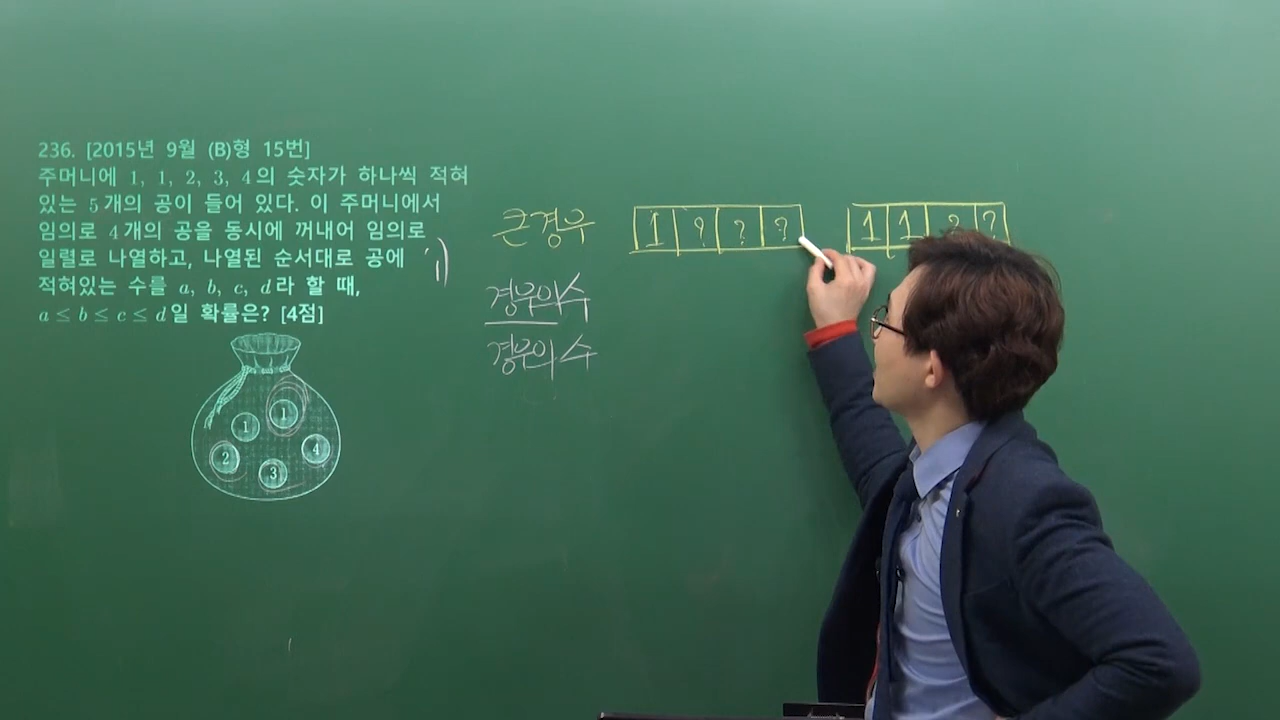 236. [2015년 9월 (B)형 15번]
주머니에 1, 1, 2, 3, 4의 숫자가 하나씩 적혀
있는 5개의 공이 들어 있다. 이 주머니에서
임의로 4개의 공을 동시에 꺼내어 임의로
일렬로 나열하고, 나열된 순서대로 공에
적혀있는 수를 a, b, c, d라 할 때,
a ≤ b ≤ c ≤ d일 확률은? [4점]
1
1
2
3
4
큰경우
1 ? ? ?
1 1 ? ?
경우의수
경우의수